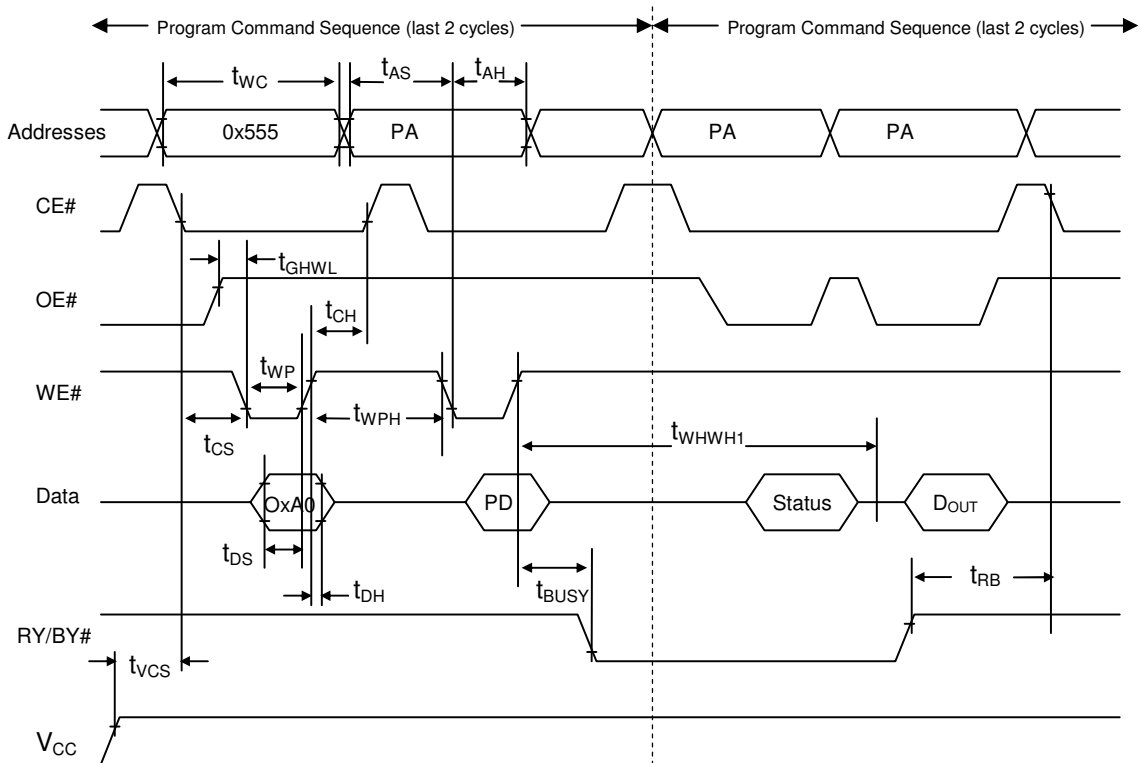 Program Command Sequence (last 2 cycles) Program Command Sequence (last 2 cycles)
tWC tAS tAH
Addresses 0x555 PA PA PA
CE#
tGHWL
OE#
tCH
tWP
WE#
tWPH
tCS tWHWH1
Data OxA0 PD Status DOUT
tDS tDH tBUSY tRB
RY/BY#
tVCS
VCC